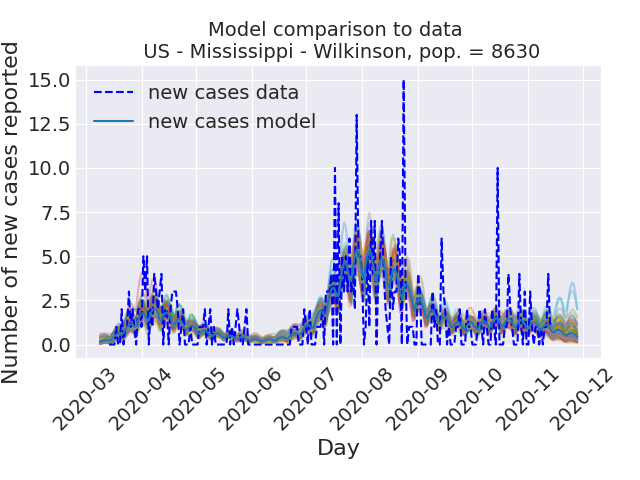 Model comparison to data
US - Mississippi - Wilkinson, pop. = 8630
Number of new cases reported
15.0
12.5
10.0
7.5
5.0
2.5
0.0
new cases data
new cases model
2020-03
2020-04
2020-05
2020-06
2020-07
2020-08
2020-09
2020-10
2020-11
2020-12
Day